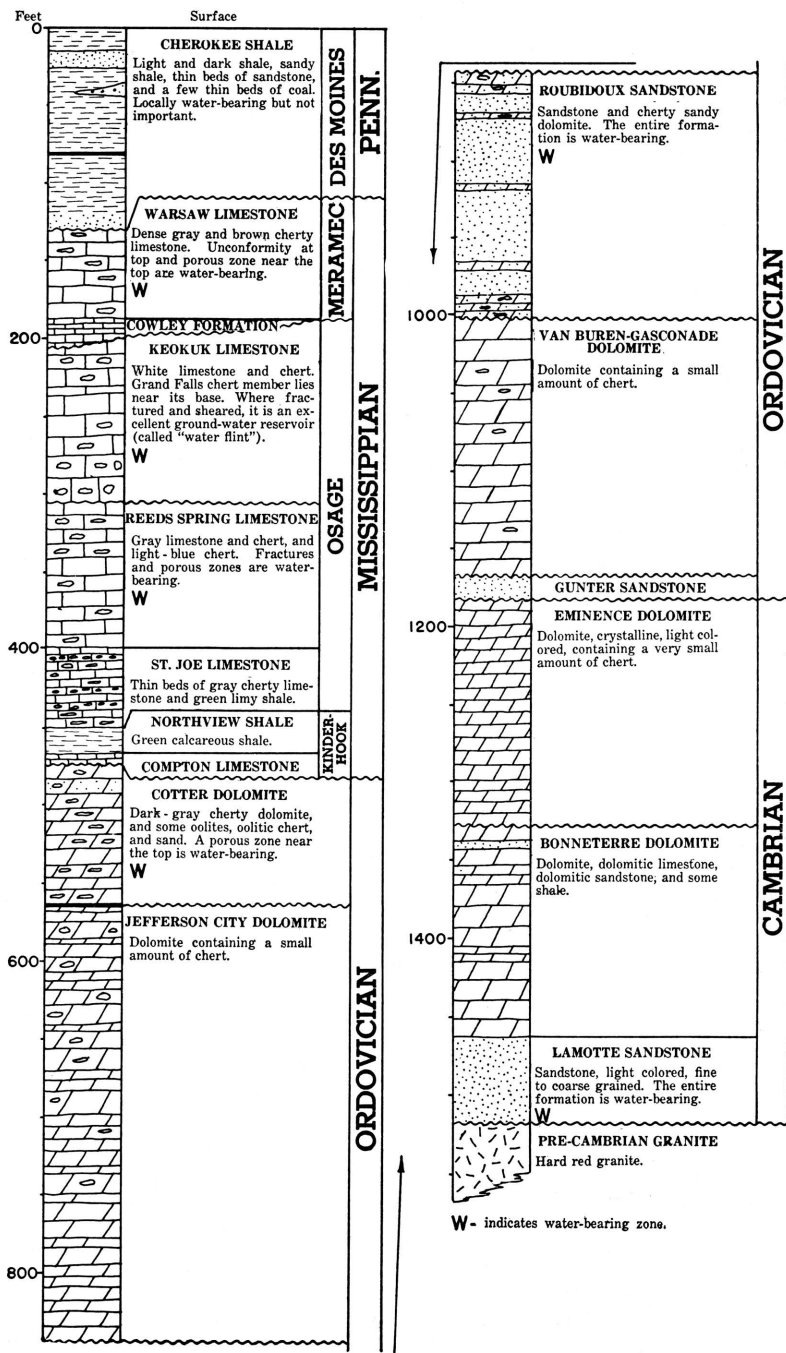 Feet
Surface
0
CHEROKEE SHALE
Light and dark shale, sandy
shale, thin beds of sandstone,
and a few thin beds of coal.
Locally water-bearing but not
important.
DES MOINES
PENN.
WARSAW LIMESTONE
Dense gray and brown cherty
limestone. Unconformity at
top and porous zone near the
top are water-bearing.
W
MERAMEC
200
COWLEY FORMATION
KEOKUK LIMESTONE
White limestone and chert.
Grand Falls chert member lies
near its base. Where frac-
tured and sheared, it is an ex-
cellent ground-water reservoir
(called "water flint").
W
OSAGE
MISSISSIPPIAN
REEDS SPRING LIMESTONE
Gray limestone and chert, and
light-blue chert. Fractures
and porous zones are water-
bearing.
W
400
ST. JOE LIMESTONE
Thin beds of gray cherty lime-
stone and green limy shale.
NORTHVIEW SHALE
Green calcareous shale.
KINDER-
HOOK
COMPTON LIMESTONE
COTTER DOLOMITE
Dark-gray cherty dolomite,
and some oolites, oolitic chert,
and sand. A porous zone near
the top is water-bearing.
W
JEFFERSON CITY DOLOMITE
Dolomite containing a small
amount of chert.
600
ORDOVICIAN
800
ROUBIDOUX SANDSTONE
Sandstone and cherty sandy
dolomite. The entire forma-
tion is water-bearing.
W
1000
VAN BUREN-GASCONADE
DOLOMITE
Dolomite containing a small
amount of chert.
ORDOVICIAN
GUNTER SANDSTONE
EMINENCE DOLOMITE
1200
Dolomite, crystalline, light col-
ored, containing a very small
amount of chert.
BONNETERRE DOLOMITE
Dolomite, dolomitic limestone,
dolomitic sandstone, and some
shale.
CAMBRIAN
1400
LAMOTTE SANDSTONE
Sandstone, light colored, fine
to coarse grained. The entire
formation is water-bearing.
W
PRE-CAMBRIAN GRANITE
Hard red granite.
W- indicates water-bearing zone.